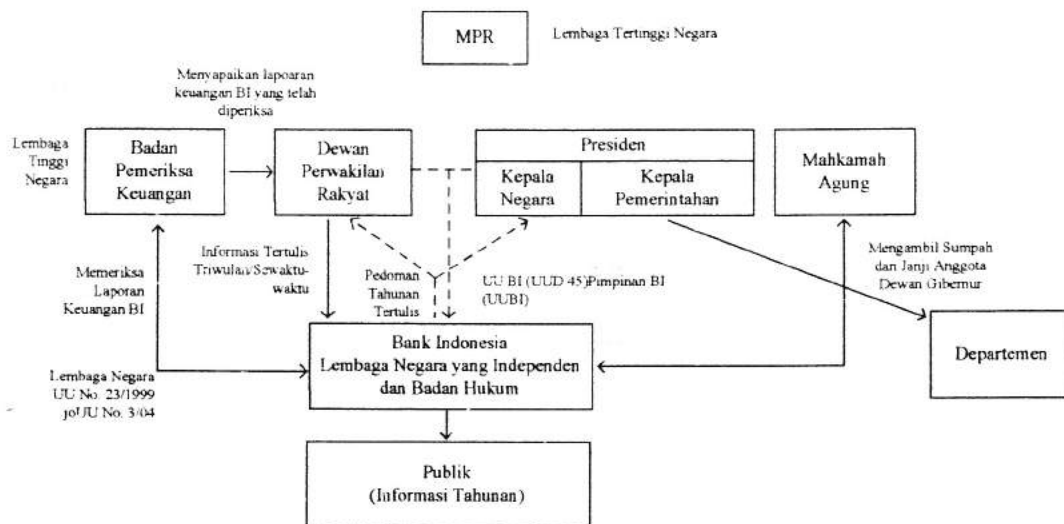 MPR
Lembaga Tertinggi Negara
Menyapaikan lapoaran
keuangan BI yang telah
diperiksa
Lembaga
Tinggi
Negara
Badan
Pemeriksa
Keuangan
Dewan
Perwakilan
Rakyat
Presiden
Kepala
Negara
Kepala
Pemerintahan
Mahkamah
Agung
Memeriksa
Laporan
Keuangan BI
Informasi Tertulis
Triwulan/Sewaktu-
waktu
Pedoman
Tahunan
Tertulis
UU BI (UUD 45)Pimpinan BI
(UUBI)
Mengambil Sumpah
dan Janji Anggota
Dewan Gibernur
Bank Indonesia
Lembaga Negara yang Independen
dan Badan Hukum
Departemen
Lembaga Negara
UU No. 23/1999
joUU No. 3/04
Publik
(Informasi Tahunan)